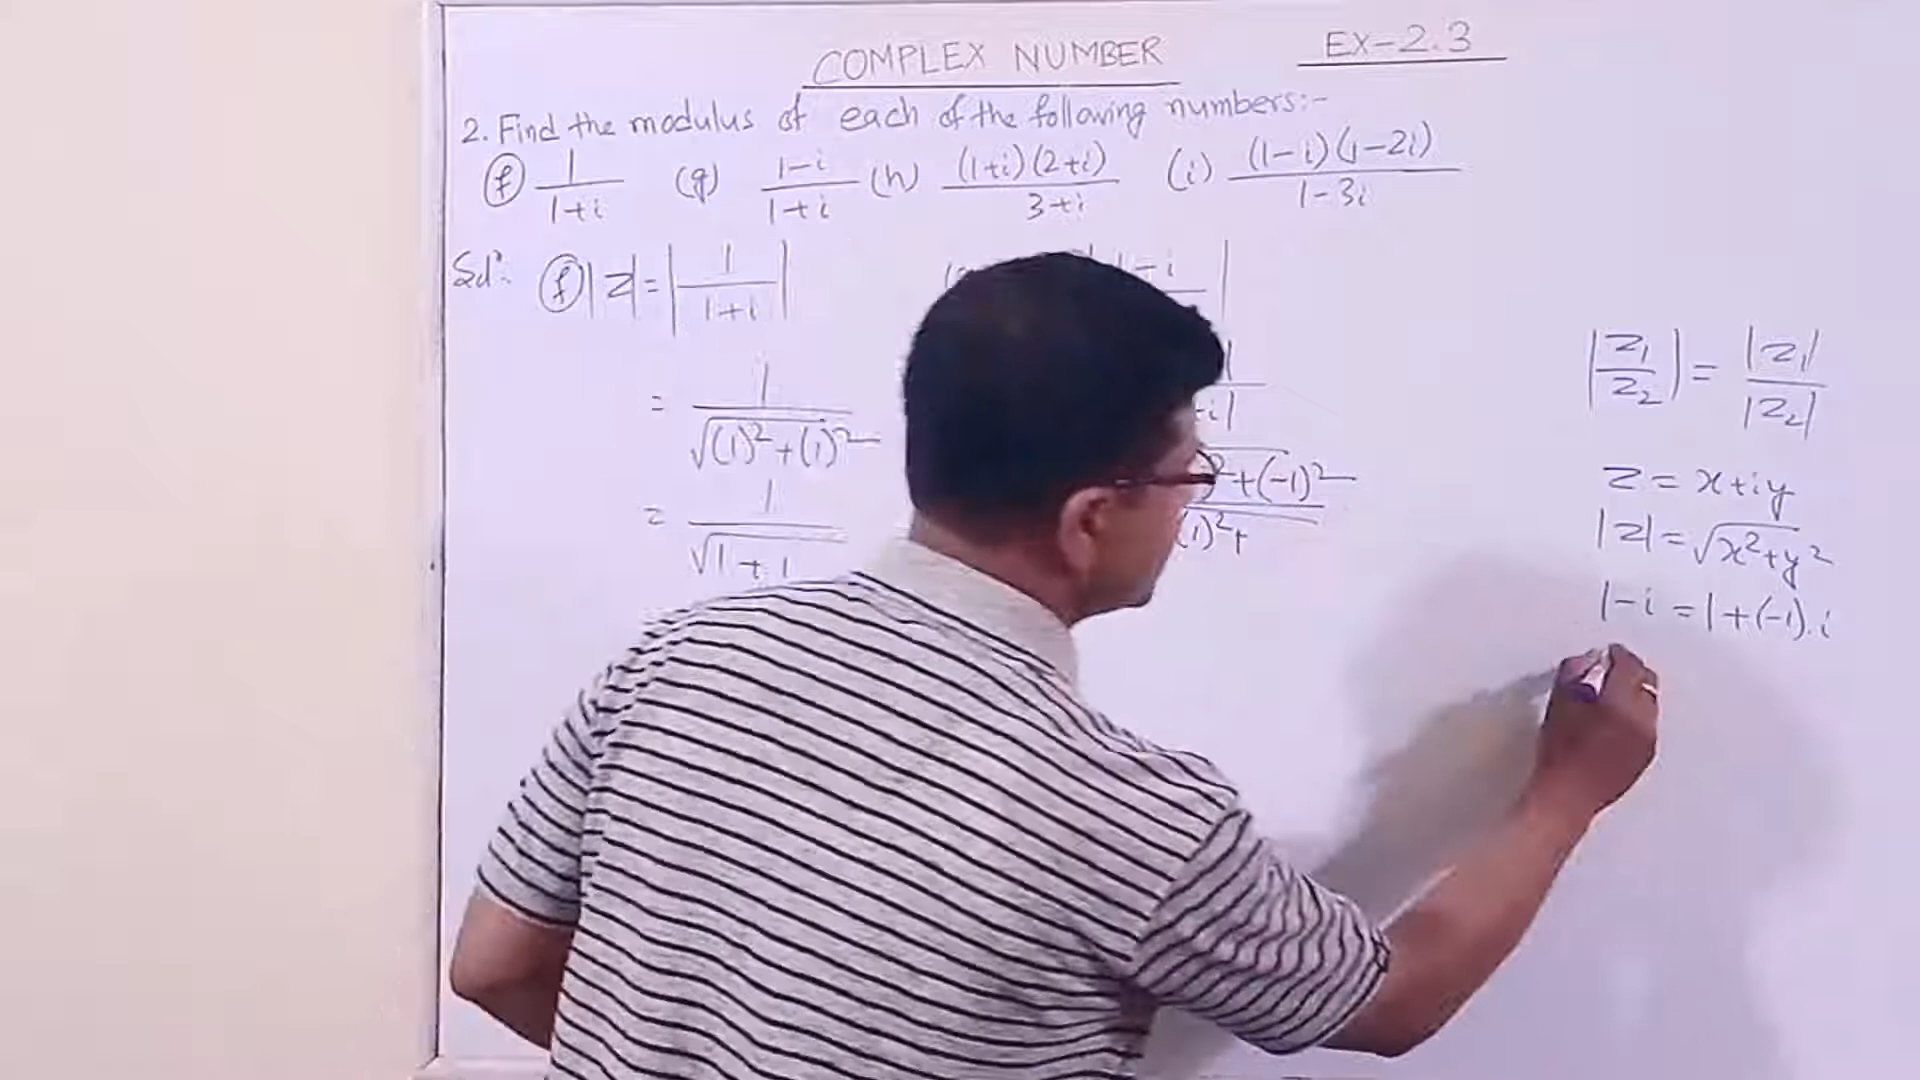 COMPLEX NUMBER EX-2.3
2. Find the modulus of each of the following numbers:-
(f) 1/(1+i) (g) (1-i)/(1+i) (h) (1+i)(2+i)/(3+i) (i) (1-i)(1-2i)/(1-3i)
Solⁿ. (f) |z| = |1/(1+i)|
= 1/√((1)²+(1)²)
= 1/√(1+1)
1-i |
i|
)²+(-1)²
(1)²+
|z₁/z₂| = |z₁|/|z₂|
z = x+iy
|z| = √(x²+y²)
1-i = 1+(-1).i